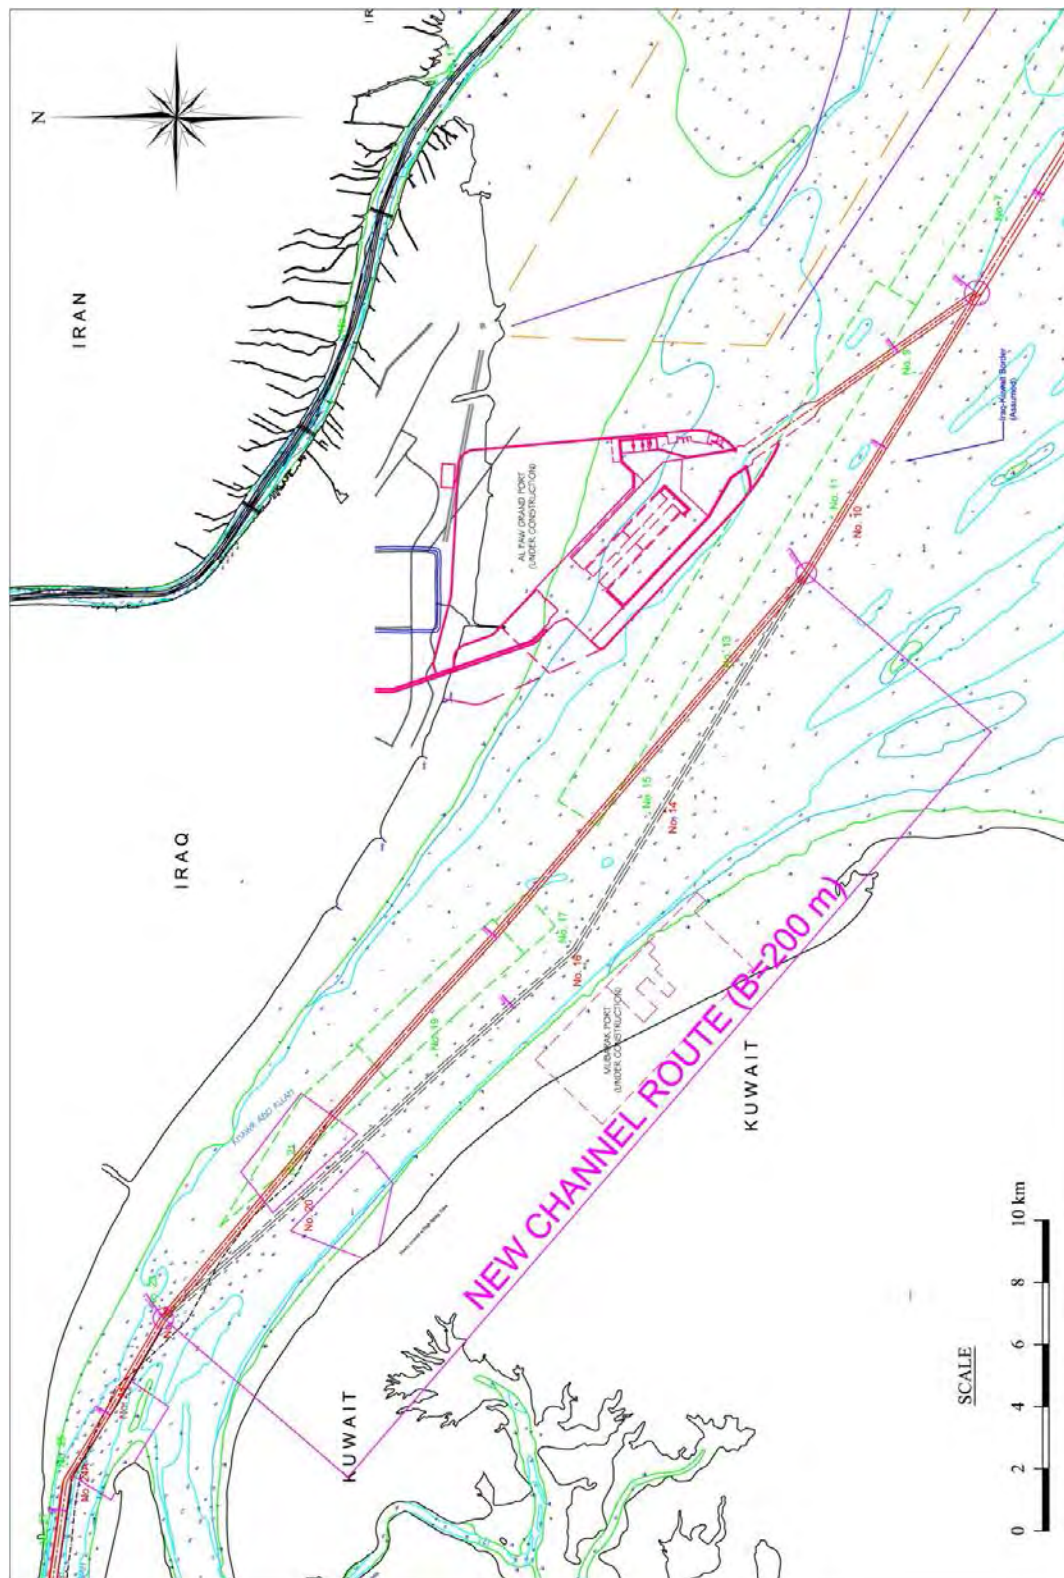 N
IRAN
IRAQ
AL FAW GRAND PORT
(UNDER CONSTRUCTION)
No. 7
No. 9
No. 11
No. 10
Iraq-Kuwait Border
(Assumed)
No. 13
No. 15
No. 14
No. 17
No. 16
No. 19
No. 20
KHAWR ABD ALLAH
MUBARAK PORT
(UNDER CONSTRUCTION)
NEW CHANNEL ROUTE (B=200 m)
KUWAIT
KUWAIT
SCALE
0 2 4 6 8 10 km